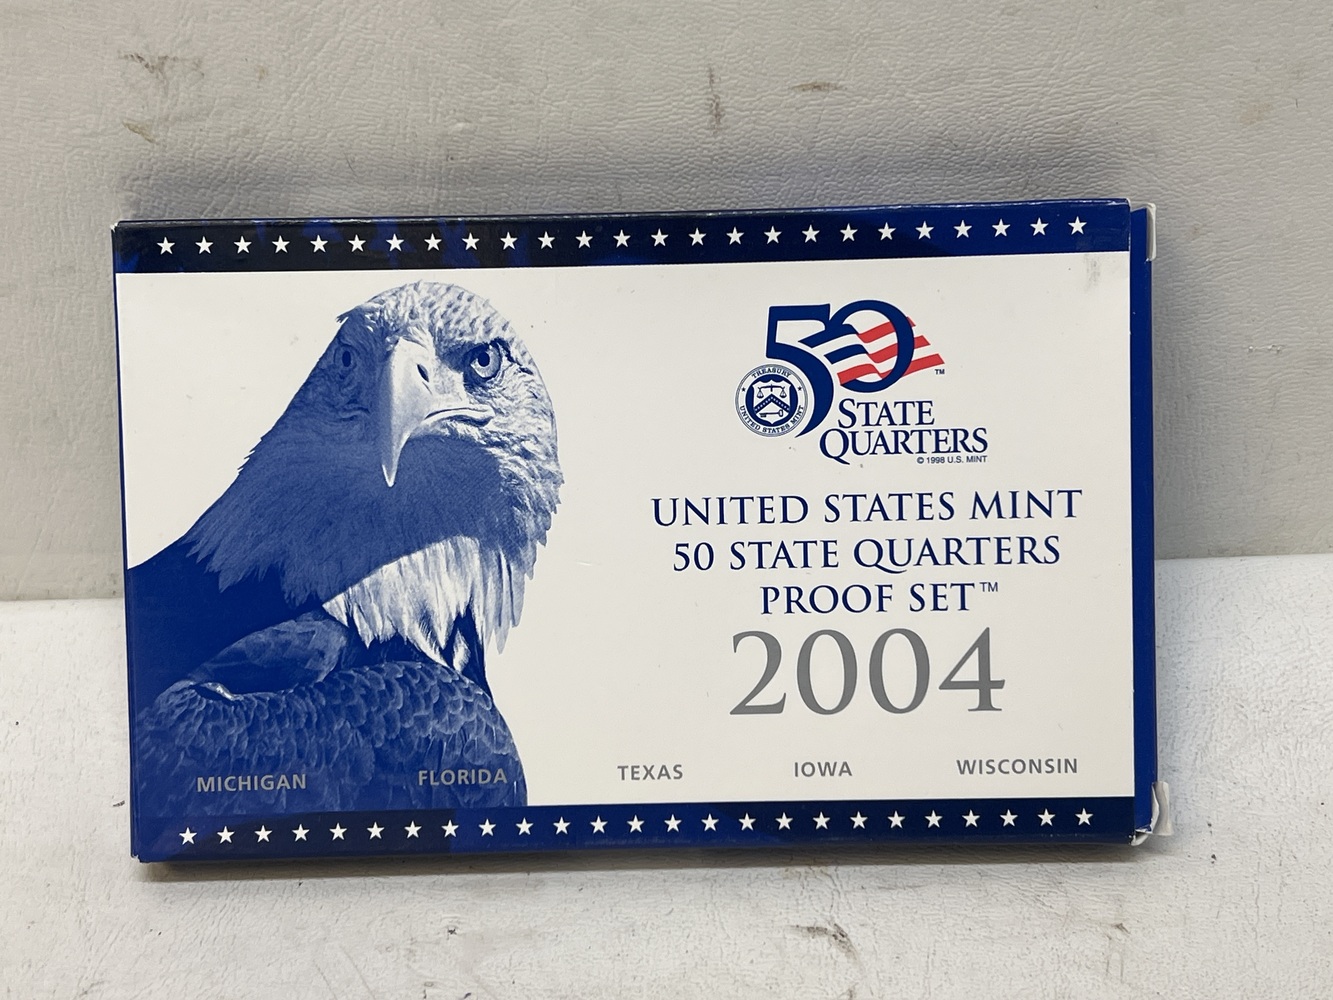 50
TREASURY
UNITED STATES MINT
STATE
QUARTERS
TM
© 1998 U.S. MINT
UNITED STATES MINT
50 STATE QUARTERS
PROOF SET™
2004
MICHIGAN FLORIDA TEXAS IOWA WISCONSIN